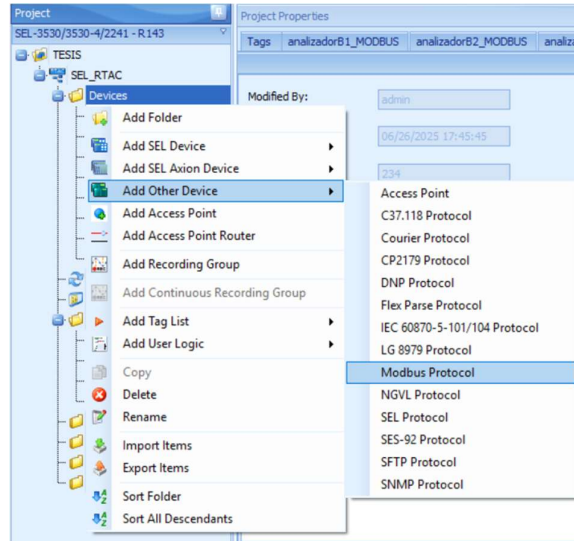 Project
Project Properties
SEL-3530/3530-4/2241 - R143
Tags analizadorB1_MODBUS analizadorB2_MODBUS
TESIS
SEL_RTAC
Devices
Modified By:
admin
06/26/2025 17:45:45
234
Add Folder
Add SEL Device
Add SEL Axion Device
Add Other Device
Add Access Point
Add Access Point Router
Add Recording Group
Add Continuous Recording Group
Add Tag List
Add User Logic
Copy
Delete
Rename
Import Items
Export Items
Sort Folder
Sort All Descendants
Access Point
C37.118 Protocol
Courier Protocol
CP2179 Protocol
DNP Protocol
Flex Parse Protocol
IEC 60870-5-101/104 Protocol
LG 8979 Protocol
Modbus Protocol
NGVL Protocol
SEL Protocol
SES-92 Protocol
SFTP Protocol
SNMP Protocol